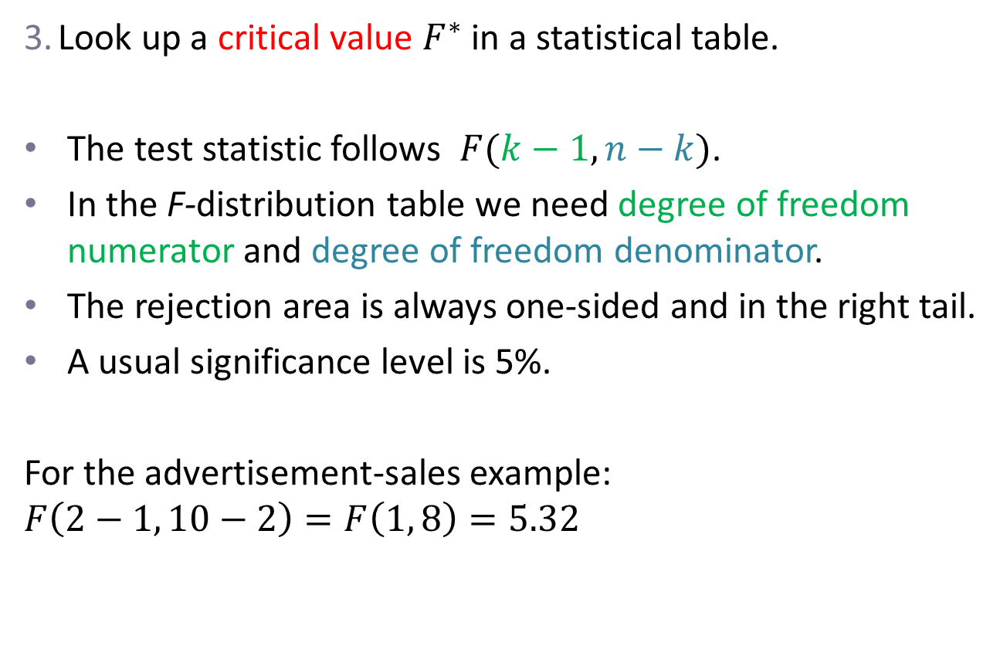 3. Look up a critical value F* in a statistical table.
• The test statistic follows F(k − 1, n − k).
• In the F-distribution table we need degree of freedom
numerator and degree of freedom denominator.
• The rejection area is always one-sided and in the right tail.
• A usual significance level is 5%.
For the advertisement-sales example:
F(2 − 1, 10 − 2) = F(1, 8) = 5.32